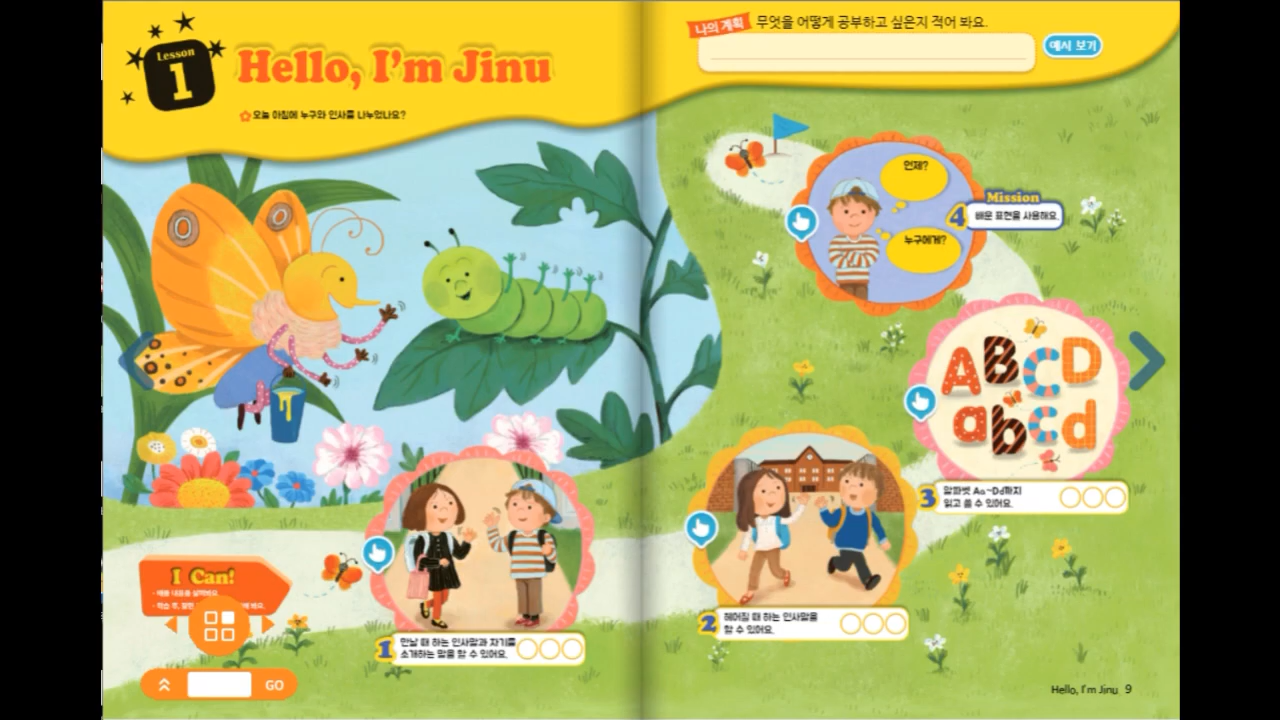 Lesson
1
Hello, I'm Jinu
오늘 아침에 누구와 인사를 나누었나요?
나의 계획
무엇을 어떻게 공부하고 싶은지 적어 봐요.
예시 보기
언제?
누구에게?
Mission
4 배운 표현을 사용해요.
ABCD
abcd
3 알파벳 Aa~Dd까지
읽고 쓸 수 있어요.
2 헤어질 때 하는 인사말을
할 수 있어요.
1 만날 때 하는 인사말과 자기를
소개하는 말을 할 수 있어요.
I Can!
GO
Hello, I'm Jinu 9